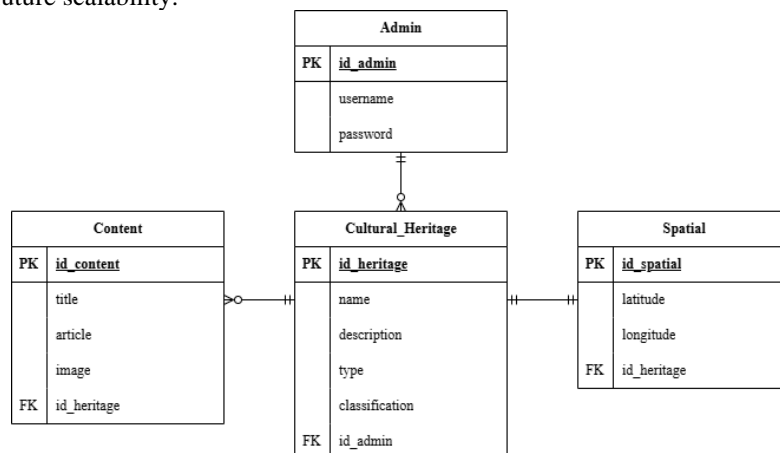 uture scalability.
Admin
PK id_admin
username
password
Content
PK id_content
title
article
image
FK id_heritage
Cultural_Heritage
PK id_heritage
name
description
type
classification
FK id_admin
Spatial
PK id_spatial
latitude
longitude
FK id_heritage